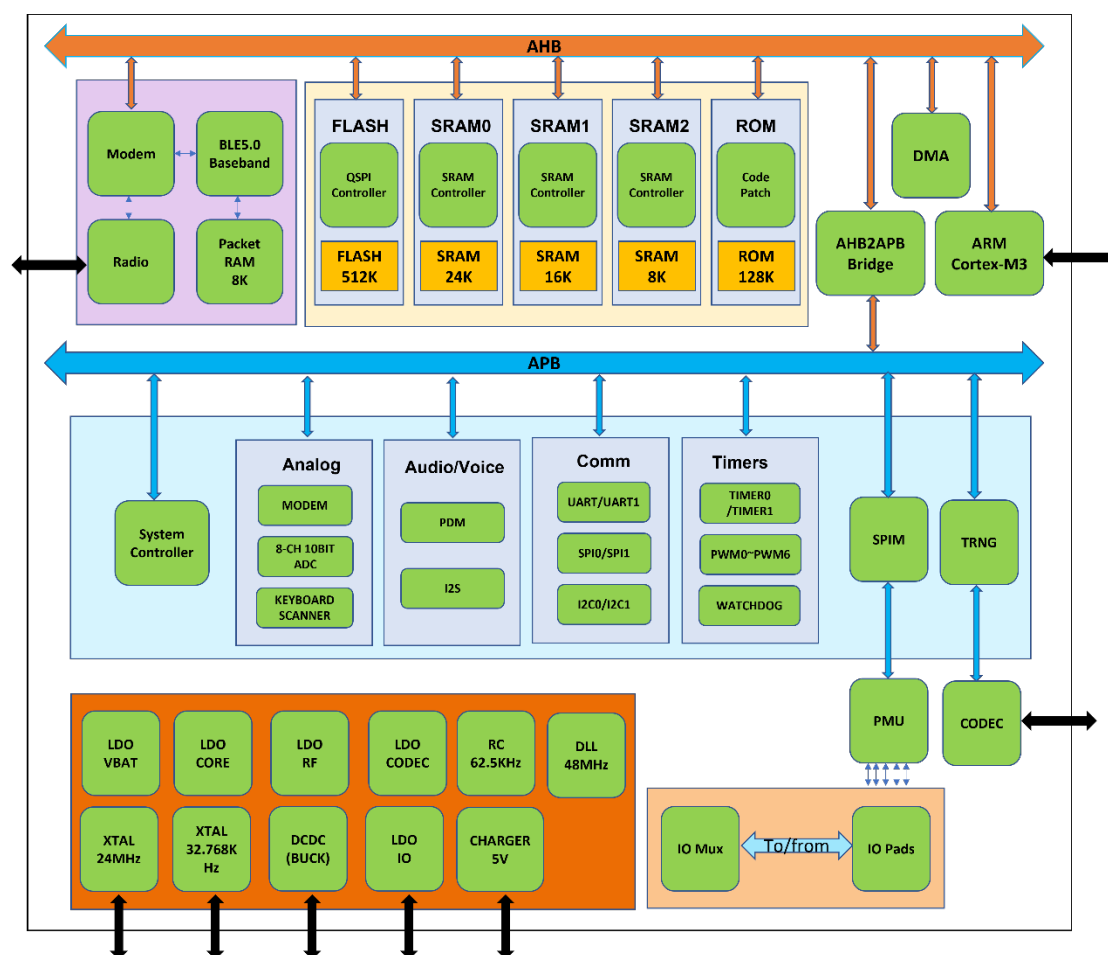 AHB
Modem
BLE5.0
Baseband
Radio
Packet
RAM
8K
FLASH
QSPI
Controller
FLASH
512K
SRAM0
SRAM
Controller
SRAM
24K
SRAM1
SRAM
Controller
SRAM
16K
SRAM2
SRAM
Controller
SRAM
8K
ROM
Code
Patch
ROM
128K
DMA
AHB2APB
Bridge
ARM
Cortex-M3
APB
System
Controller
Analog
MODEM
8-CH 10BIT
ADC
KEYBOARD
SCANNER
Audio/Voice
PDM
I2S
Comm
UART/UART1
SPI0/SPI1
I2C0/I2C1
Timers
TIMER0
/TIMER1
PWM0~PWM6
WATCHDOG
SPIM
TRNG
PMU
CODEC
LDO
VBAT
LDO
CORE
LDO
RF
LDO
CODEC
RC
62.5KHz
DLL
48MHz
XTAL
24MHz
XTAL
32.768K
Hz
DCDC
(BUCK)
LDO
IO
CHARGER
5V
IO Mux
To/from
IO Pads